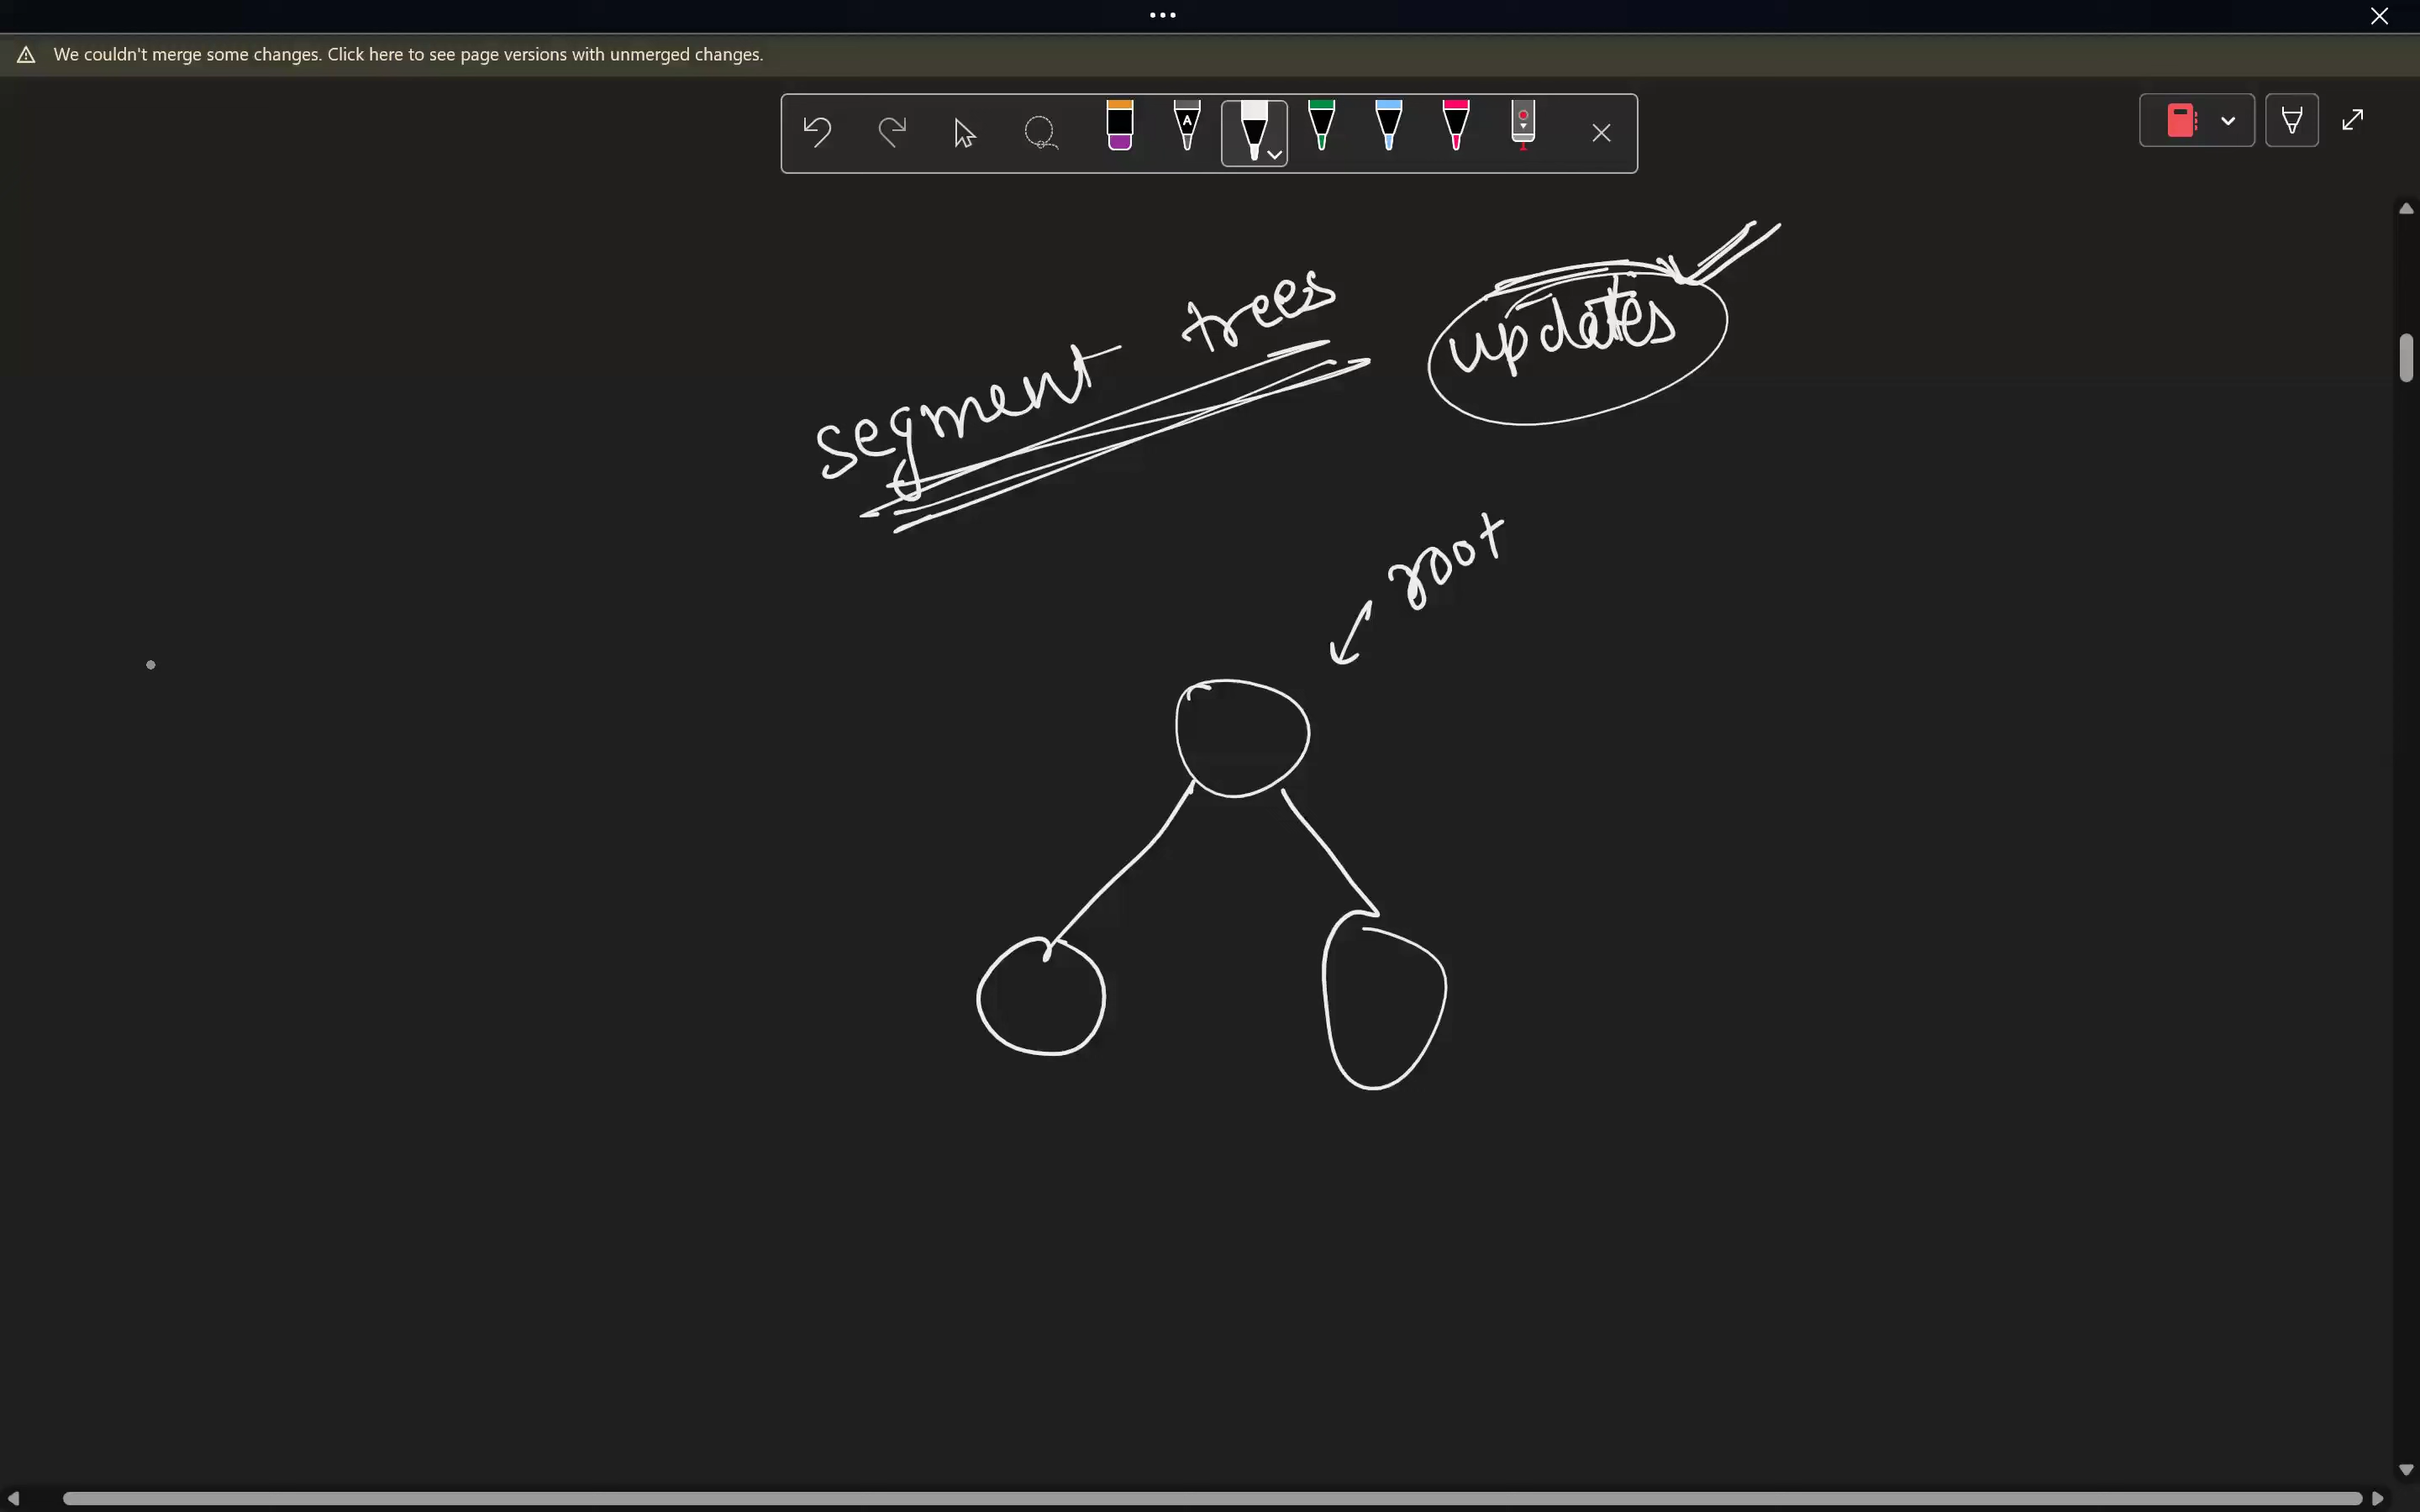 We couldn't merge some changes. Click here to see page versions with unmerged changes.
A
segment trees
updates
root